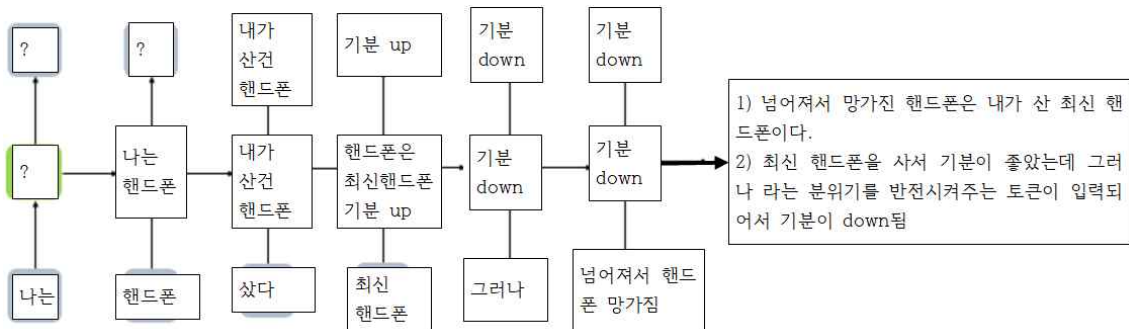 ?
?
내가
산건
핸드폰
기분 up
기분
down
기분
down
?
나는
핸드폰
내가
산건
핸드폰
핸드폰은
최신핸드폰
기분 up
기분
down
기분
down
1) 넘어져서 망가진 핸드폰은 내가 산 최신 핸
드폰이다.
2) 최신 핸드폰을 사서 기분이 좋았는데 그러
나 라는 분위기를 반전시켜주는 토큰이 입력되
어서 기분이 down됨
나는
핸드폰
샀다
최신
핸드폰
그러나
넘어져서 핸드
폰 망가짐